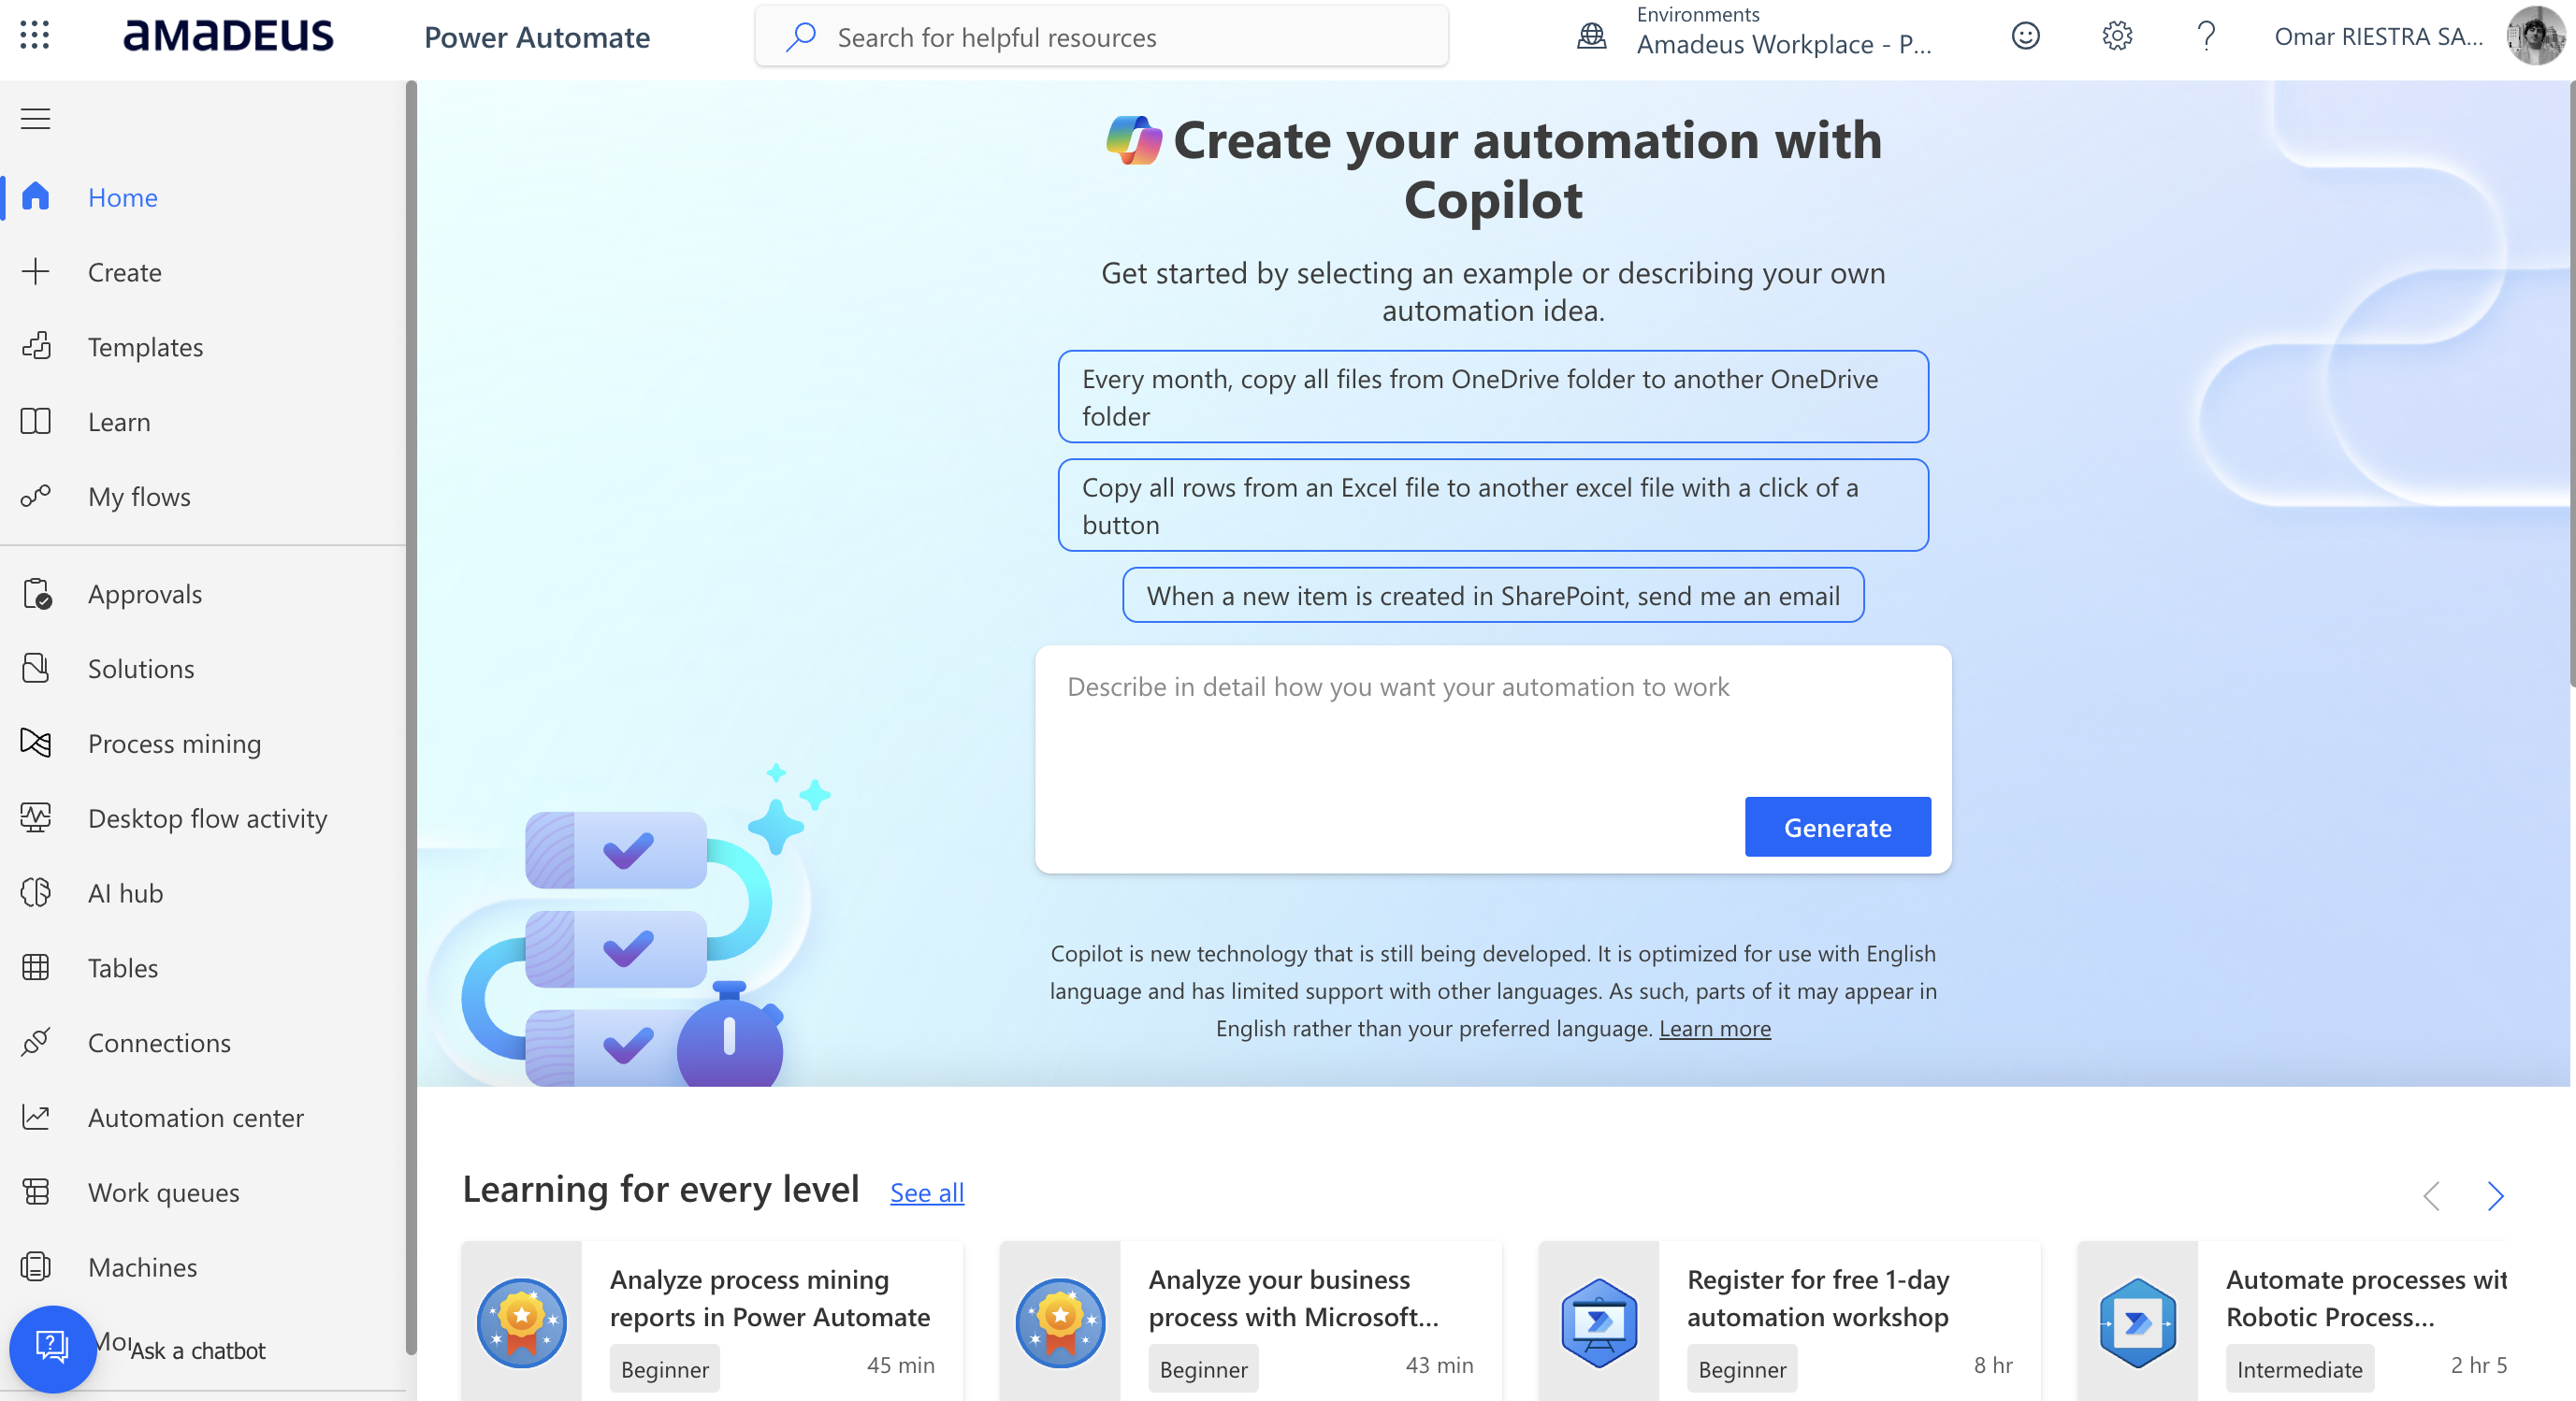 amadeus
Power Automate
Search for helpful resources
Environments
Amadeus Workplace - P...
Omar RIESTRA SA...
Home
Create
Templates
Learn
My flows
Approvals
Solutions
Process mining
Desktop flow activity
AI hub
Tables
Connections
Automation center
Work queues
Machines
Ask a chatbot
Create your automation with
Copilot
Get started by selecting an example or describing your own
automation idea.
Every month, copy all files from OneDrive folder to another OneDrive
folder
Copy all rows from an Excel file to another excel file with a click of a
button
When a new item is created in SharePoint, send me an email
Describe in detail how you want your automation to work
Generate
Copilot is new technology that is still being developed. It is optimized for use with English
language and has limited support with other languages. As such, parts of it may appear in
English rather than your preferred language. Learn more
Learning for every level See all
Analyze process mining
reports in Power Automate
Beginner 45 min
Analyze your business
process with Microsoft...
Beginner 43 min
Register for free 1-day
automation workshop
Beginner 8 hr
Automate processes wit
Robotic Process...
Intermediate 2 hr 5